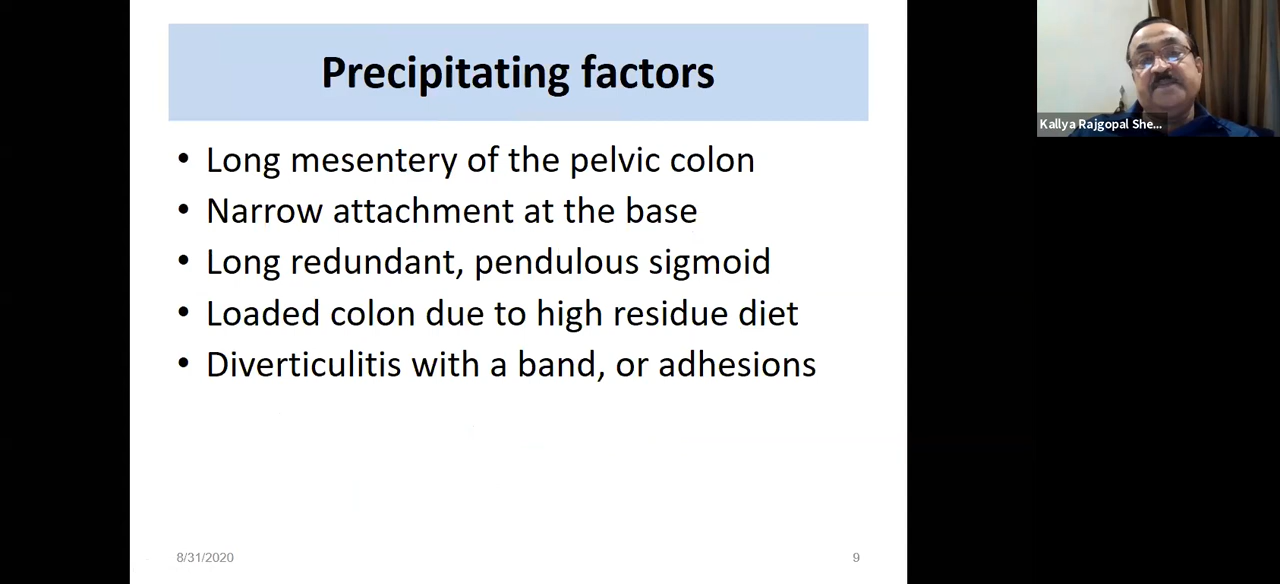 Precipitating factors
• Long mesentery of the pelvic colon
• Narrow attachment at the base
• Long redundant, pendulous sigmoid
• Loaded colon due to high residue diet
• Diverticulitis with a band, or adhesions
8/31/2020
9
Kallya Rajgopal She...